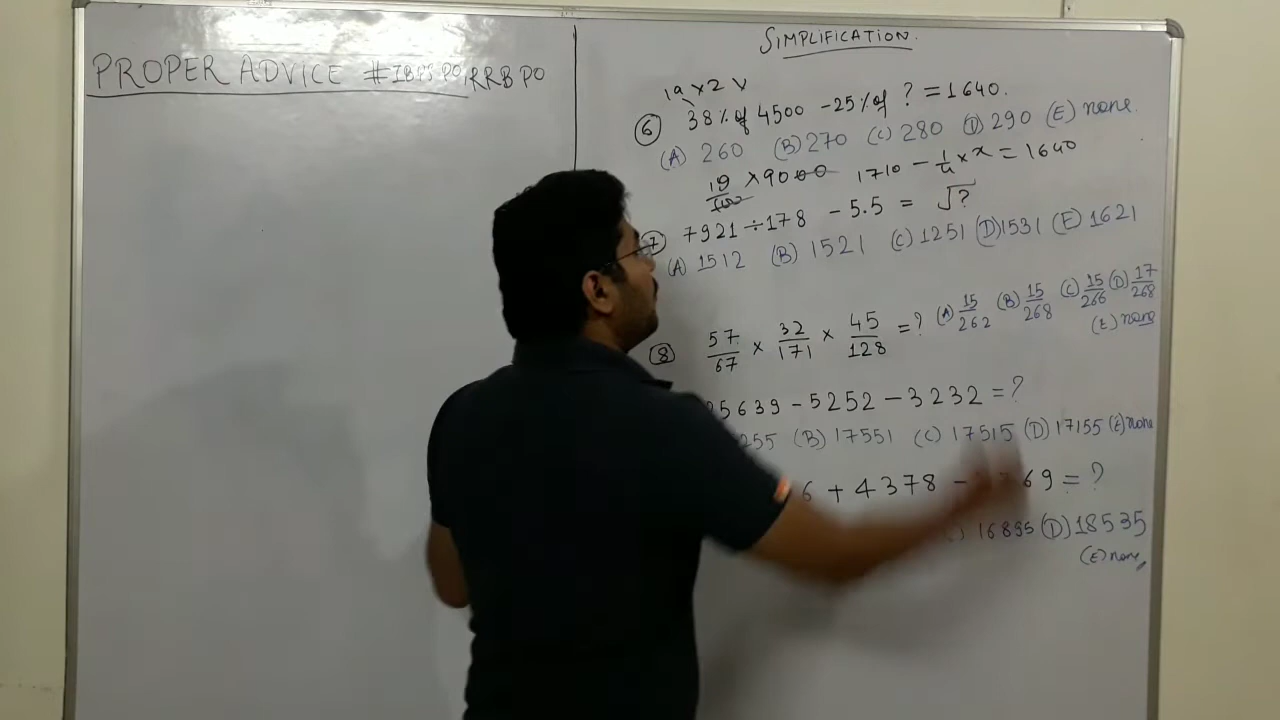 PROPER ADVICE #IBPS PO, RRB PO
SIMPLIFICATION.
19 × 2 ×
6 38% of 4500 - 25% of ? = 1640.
(A) 260 (B) 270 (C) 280 (D) 290 (E) none.
19/100 × 9000 1710 - 1/4 × x = 1640
7 7921 ÷ 178 - 5.5 = √?
(A) 1512 (B) 1521 (C) 1251 (D) 1531 (E) 1621
8 57/67 × 32/171 × 45/128 = ? (A) 15/262 (B) 15/268 (C) 15/266 (D) 17/268
(E) none
25639 - 5252 - 3232 = ?
255 (B) 17551 (C) 17515 (D) 17155 (E) none
6 + 4378 - 69 = ?
16895 (D) 18535
(E) none